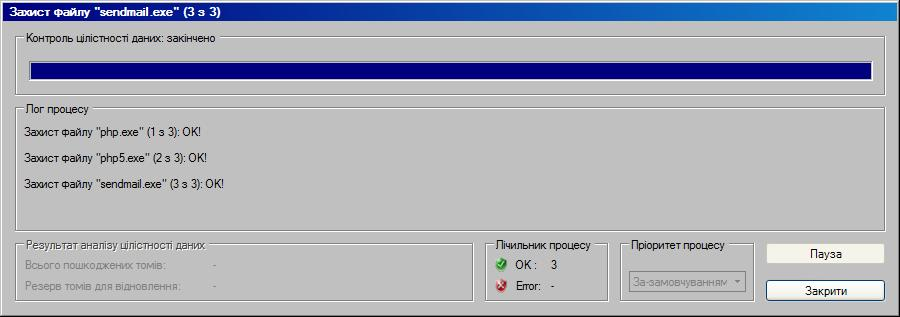 Захист файлу "sendmail.exe" (3 з 3)
Контроль цілістності даних: закінчено
Лог процесу
Захист файлу "php.exe" (1 з 3): OK!
Захист файлу "php5.exe" (2 з 3): OK!
Захист файлу "sendmail.exe" (3 з 3): OK!
Результат аналізу цілістності даних
Всього пошкоджених томів: -
Резерв томів для відновлення: -
Лічильник процесу
OK : 3
Error: -
Пріоритет процесу
За-замовчуванням
Пауза
Закрити